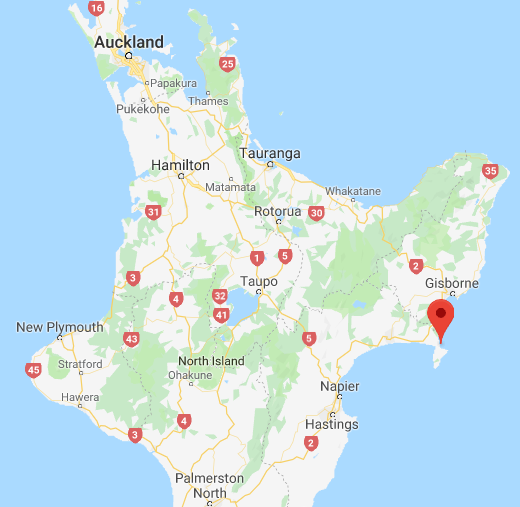 16
Auckland
25
Papakura
Thames
Pukekohe
Tauranga
Hamilton
35
Matamata
Whakatane
31
Rotorua
30
1
5
2
3
Taupo
Gisborne
4
32
41
New Plymouth
43
5
North Island
Stratford
45
Ohakune
Napier
Hawera
4
Hastings
3
2
Palmerston
North